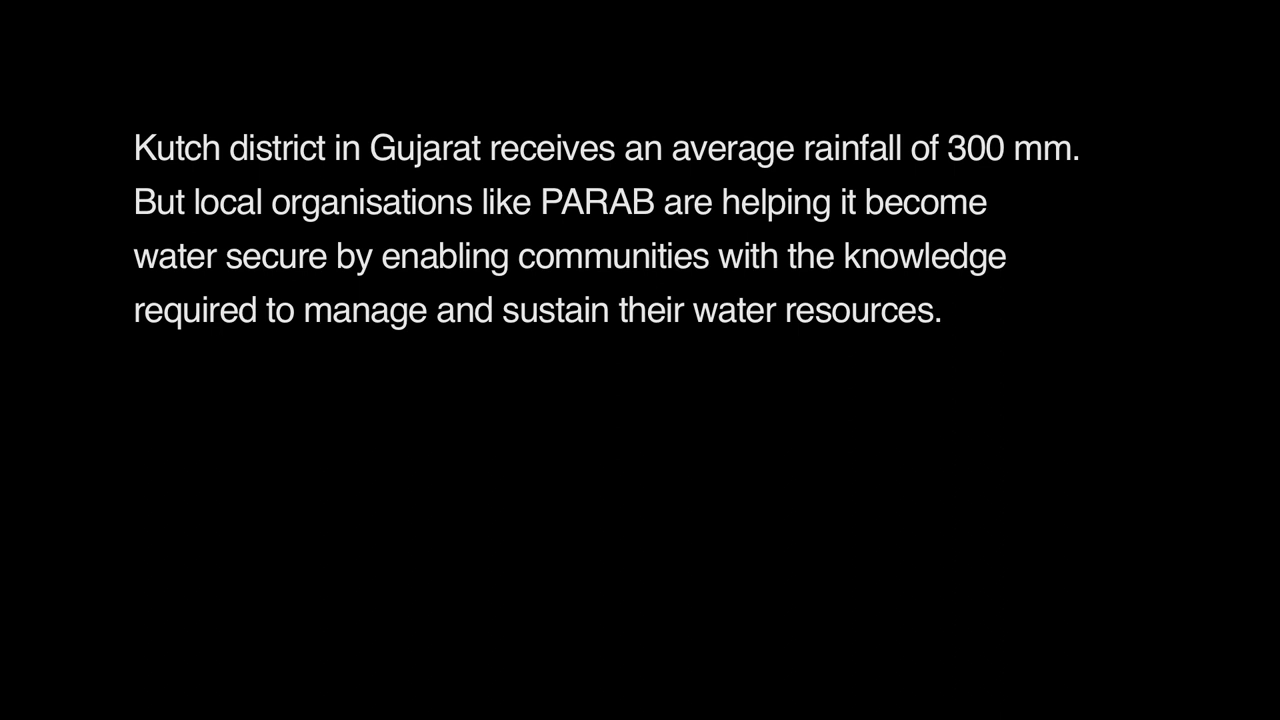 Kutch district in Gujarat receives an average rainfall of 300 mm.
But local organisations like PARAB are helping it become
water secure by enabling communities with the knowledge
required to manage and sustain their water resources.